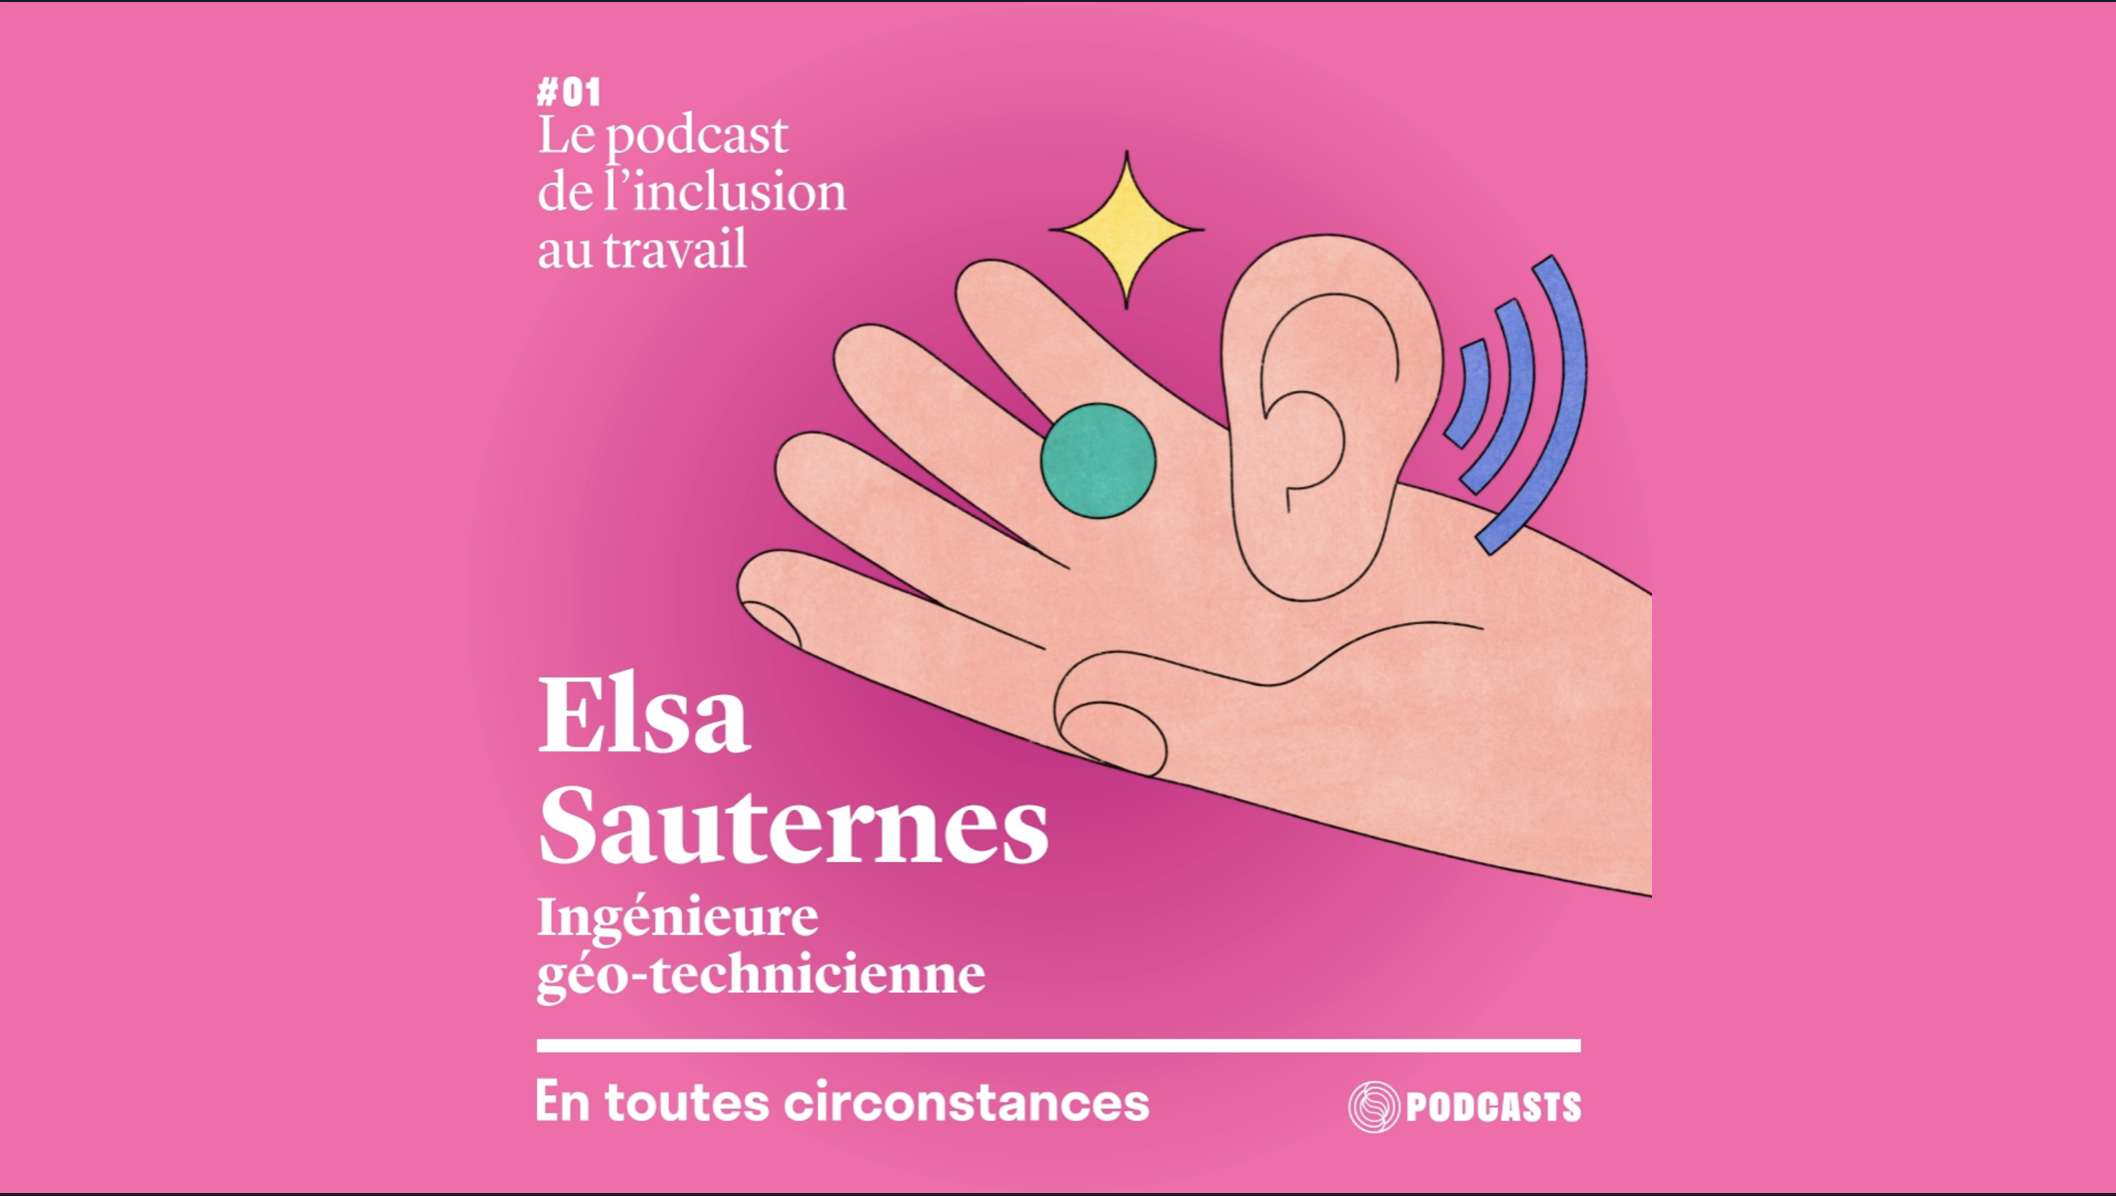 #01
Le podcast
de l’inclusion
au travail
Elsa
Sauternes
Ingénieure
géo-technicienne
En toutes circonstances
PODCASTS